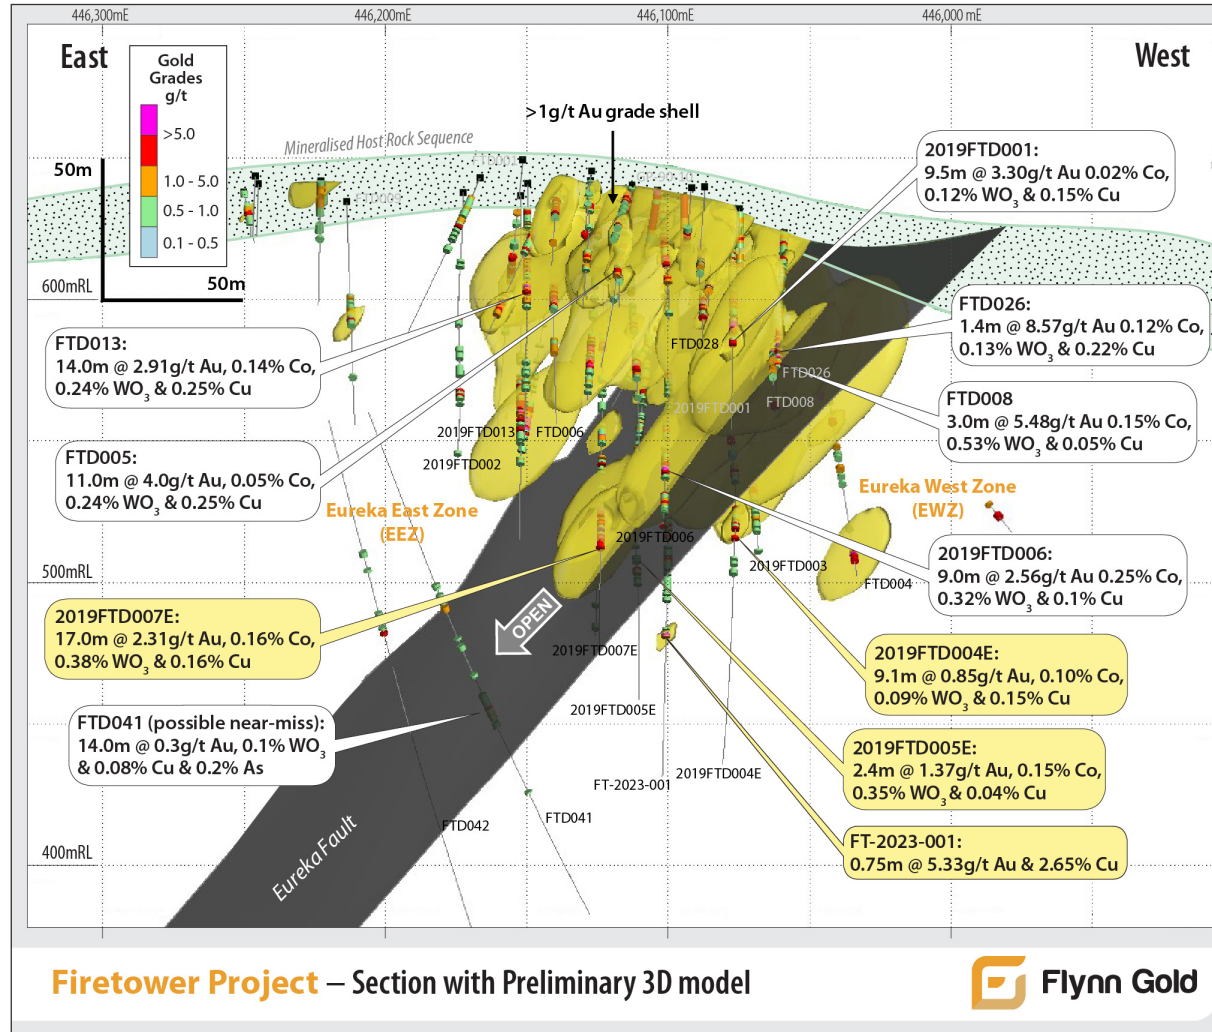 446,300mE
446,200mE
446,100mE
446,000 mE
East
West
Gold
Grades
g/t
>5.0
1.0 - 5.0
0.5 - 1.0
0.1 - 0.5
50m
50m
Mineralised Host Rock Sequence
>1g/t Au grade shell
FTD009
600mRL
500mRL
400mRL
2019FTD001:
9.5m @ 3.30g/t Au 0.02% Co,
0.12% WO₃ & 0.15% Cu
FTD026:
1.4m @ 8.57g/t Au 0.12% Co,
0.13% WO₃ & 0.22% Cu
FTD008
3.0m @ 5.48g/t Au 0.15% Co,
0.53% WO₃ & 0.05% Cu
FTD013:
14.0m @ 2.91g/t Au, 0.14% Co,
0.24% WO₃ & 0.25% Cu
FTD005:
11.0m @ 4.0g/t Au, 0.05% Co,
0.24% WO₃ & 0.25% Cu
FTD028
FTD026
FTD008
2019FTD001
2019FTD013
FTD006
2019FTD002
Eureka East Zone
(EEZ)
Eureka West Zone
(EWZ)
2019FTD006
2019FTD003
FTD004
2019FTD006:
9.0m @ 2.56g/t Au 0.25% Co,
0.32% WO₃ & 0.1% Cu
2019FTD007E:
17.0m @ 2.31g/t Au, 0.16% Co,
0.38% WO₃ & 0.16% Cu
OPEN
2019FTD007E
2019FTD004E:
9.1m @ 0.85g/t Au, 0.10% Co,
0.09% WO₃ & 0.15% Cu
FTD041 (possible near-miss):
14.0m @ 0.3g/t Au, 0.1% WO₃
& 0.08% Cu & 0.2% As
2019FTD005E
2019FTD005E:
2.4m @ 1.37g/t Au, 0.15% Co,
0.35% WO₃ & 0.04% Cu
FT-2023-001
2019FTD004E
FTD042
FTD041
FT-2023-001:
0.75m @ 5.33g/t Au & 2.65% Cu
Eureka Fault
Firetower Project – Section with Preliminary 3D model
Flynn Gold